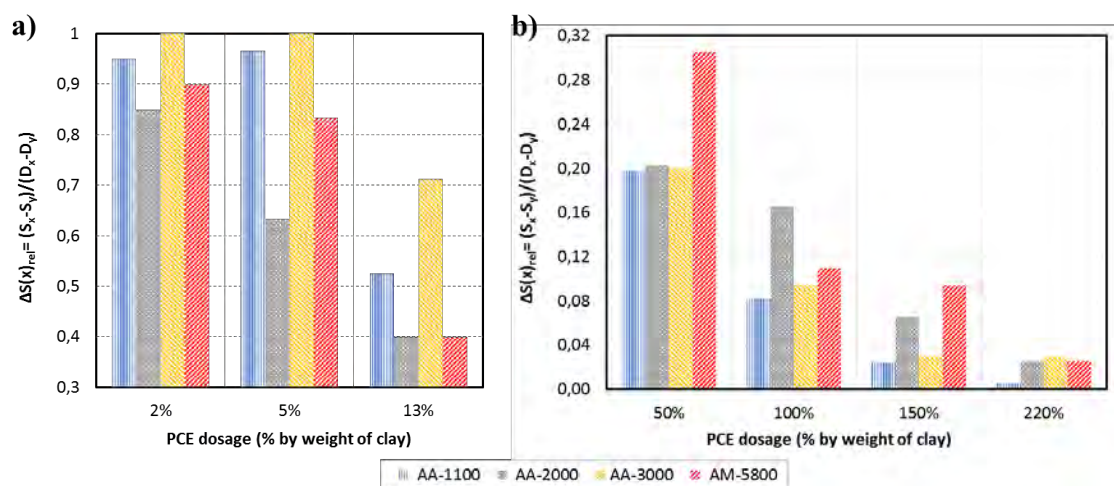 a)
ΔS(x)rel= (Sx-Sy)/(Dx-Dy)
1
0,9
0,8
0,7
0,6
0,5
0,4
0,3
2% 5% 13%
PCE dosage (% by weight of clay)
b)
ΔS(x)rel= (Sx-Sy)/(Dx-Dy)
0,32
0,28
0,24
0,20
0,16
0,12
0,08
0,04
0,00
50% 100% 150% 220%
PCE dosage (% by weight of clay)
AA-1100 AA-2000 AA-3000 AM-5800